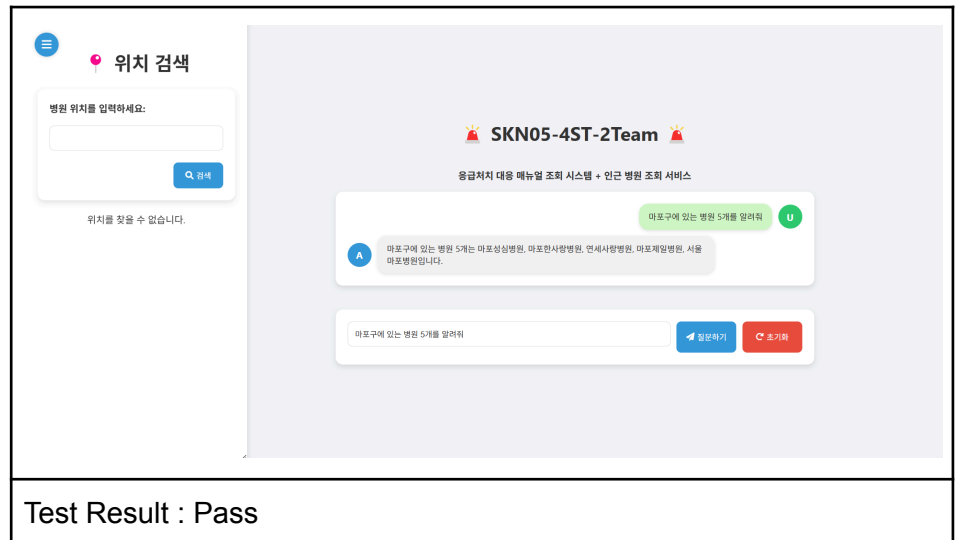 위치 검색
병원 위치를 입력하세요:
검색
위치를 찾을 수 없습니다.
SKN05-4ST-2Team
응급처치 대응 매뉴얼 조회 시스템 + 인근 병원 조회 서비스
마포구에 있는 병원 5개를 알려줘
U
A
마포구에 있는 병원 5개는 마포성심병원, 마포한사랑병원, 연세사랑병원, 마포제일병원, 서울
마포병원입니다.
마포구에 있는 병원 5개를 알려줘
질문하기
초기화
Test Result : Pass